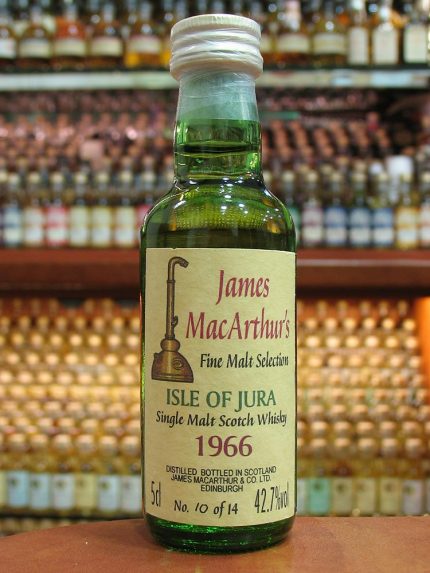 James
MacArthur's
Fine Malt Selection
ISLE OF JURA
Single Malt Scotch Whisky
1966
DISTILLED BOTTLED IN SCOTLAND
JAMES MACARTHUR & CO. LTD.
EDINBURGH
5cl 42.7%vol
No. 10 of 14